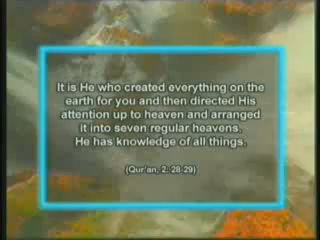 It is He who created everything on the
earth for you and then directed His
attention up to heaven and arranged
it into seven regular heavens.
He has knowledge of all things.
(Qur'an, 2: 28-29)